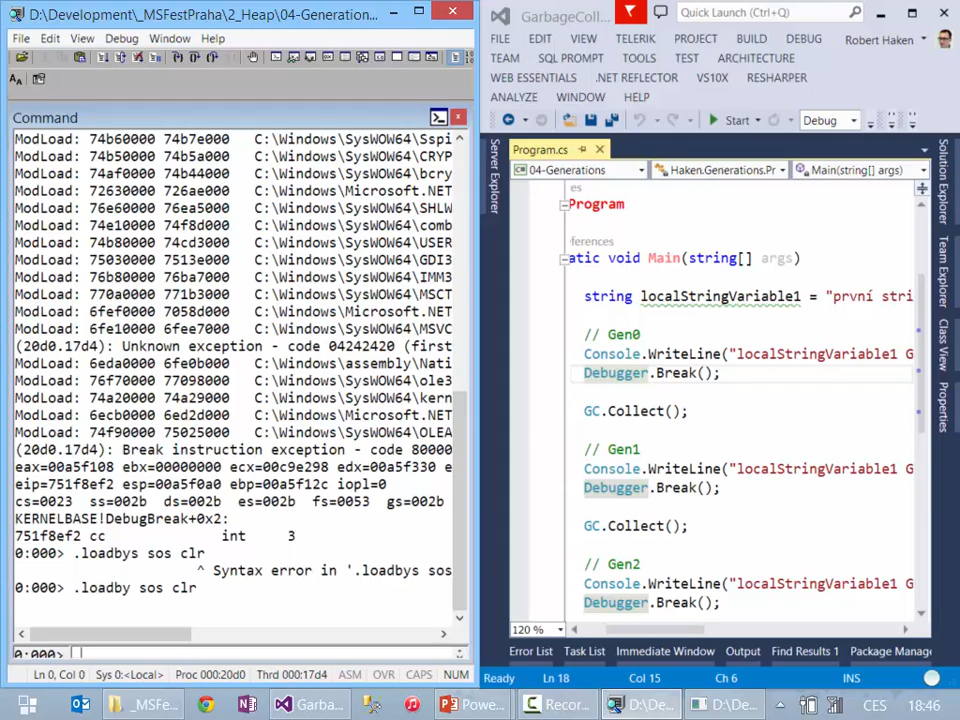 D:\Development\_MSFestPraha\2_Heap\04-Generation...
File Edit View Debug Window Help
Command
ModLoad: 74b60000 74b7e000 C:\Windows\SysWOW64\Sspi
ModLoad: 74b50000 74b5a000 C:\Windows\SysWOW64\CRYP
ModLoad: 74af0000 74b44000 C:\Windows\SysWOW64\bcry
ModLoad: 72630000 726ae000 C:\Windows\Microsoft.NET
ModLoad: 76e60000 76ea5000 C:\Windows\SysWOW64\SHLW
ModLoad: 74e10000 74f8d000 C:\Windows\SysWOW64\comb
ModLoad: 74b80000 74cd3000 C:\Windows\SysWOW64\USER
ModLoad: 75030000 7513e000 C:\Windows\SysWOW64\GDI3
ModLoad: 76b80000 76ba7000 C:\Windows\SysWOW64\IMM3
ModLoad: 770a0000 771b3000 C:\Windows\SysWOW64\MSCT
ModLoad: 6fef0000 7058d000 C:\Windows\Microsoft.NET
ModLoad: 6fe10000 6fee7000 C:\Windows\SysWOW64\MSVC
(20d0.17d4): Unknown exception - code 04242420 (first
ModLoad: 6eda0000 6fe0b000 C:\Windows\assembly\Nati
ModLoad: 76f70000 77098000 C:\Windows\SysWOW64\ole3
ModLoad: 74a20000 74a29000 C:\Windows\SysWOW64\kern
ModLoad: 6ecb0000 6ed2d000 C:\Windows\Microsoft.NET
ModLoad: 74f90000 75025000 C:\Windows\SysWOW64\OLEA
(20d0.17d4): Break instruction exception - code 80000
eax=00a5f108 ebx=00000000 ecx=00c9e298 edx=00a5f330 e
eip=751f8ef2 esp=00a5f0a0 ebp=00a5f12c iopl=0
cs=0023 ss=002b ds=002b es=002b fs=0053 gs=002b
KERNELBASE!DebugBreak+0x2:
751f8ef2 cc int 3
0:000> .loadbys sos clr
^ Syntax error in '.loadbys sos
0:000> .loadby sos clr
0:000>
Ln 0, Col 0 Sys 0:<Local> Proc 000:20d0 Thrd 000:17d4 ASM OVR CAPS NUM
GarbageColl...
Quick Launch (Ctrl+Q)
FILE EDIT VIEW TELERIK PROJECT BUILD DEBUG Robert Haken
TEAM SQL PROMPT TOOLS TEST ARCHITECTURE
WEB ESSENTIALS .NET REFLECTOR VS10X RESHARPER
ANALYZE WINDOW HELP
Start Debug
Program.cs
04-Generations Haken.Generations.Pr Main(string[] args)
Server Explorer
es
Program
ferences
atic void Main(string[] args)
string localStringVariable1 = "první stri
// Gen0
Console.WriteLine("localStringVariable1 G
Debugger.Break();
GC.Collect();
// Gen1
Console.WriteLine("localStringVariable1 G
Debugger.Break();
GC.Collect();
// Gen2
Console.WriteLine("localStringVariable1 G
Debugger.Break();
Solution Explorer
Team Explorer
Class View
Properties
120 %
Error List Task List Immediate Window Output Find Results 1 Package Manag
Ready Ln 18 Col 15 Ch 6 INS
_MSFe... Garba... Powe... Recor... D:\De... D:\De... CES 18:46